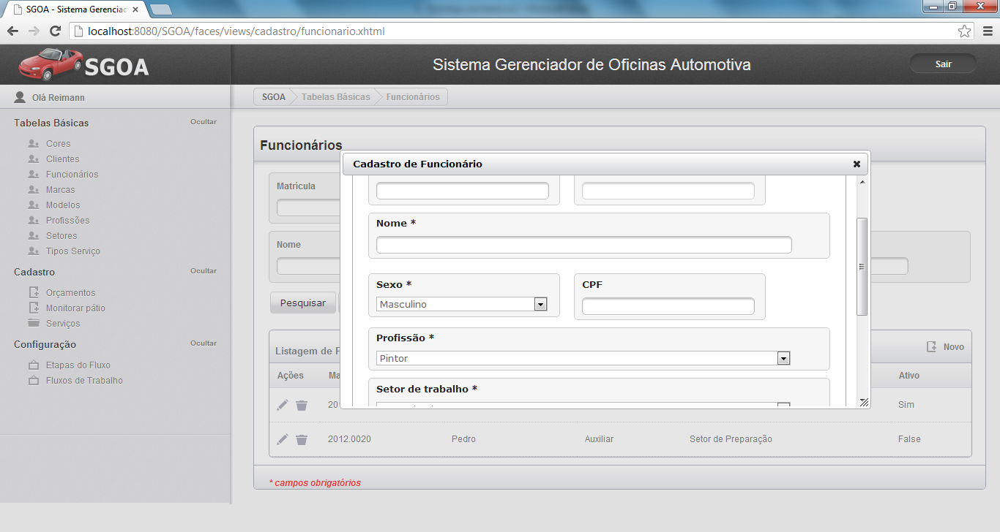 SGOA - Sistema Gerenciac
localhost:8080/SGOA/faces/views/cadastro/funcionario.xhtml
SGOA
Sistema Gerenciador de Oficinas Automotiva
Sair
Olá Reimann
SGOA
Tabelas Básicas
Funcionários
Tabelas Básicas
Ocultar
Cores
Clientes
Funcionários
Marcas
Modelos
Profissões
Setores
Tipos Serviço
Cadastro
Ocultar
Orçamentos
Monitorar pátio
Serviços
Configuração
Ocultar
Etapas do Fluxo
Fluxos de Trabalho
Funcionários
Matrícula
Nome
Pesquisar
Cadastro de Funcionário
Nome *
Sexo *
CPF
Masculino
Profissão *
Pintor
Setor de trabalho *
Listagem de F
Novo
Ações
Ma
Ativo
20
Sim
2012.0020
Pedro
Auxiliar
Setor de Preparação
False
* campos obrigatórios